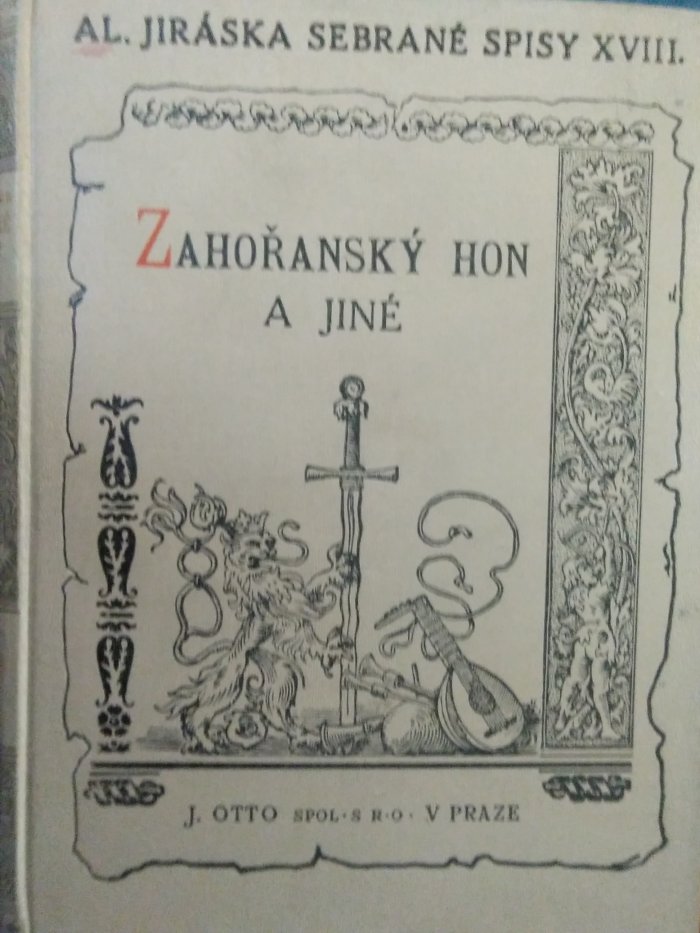 AL. JIRÁSKA SEBRANÉ SPISY XVIII.
ZAHOŘANSKÝ HON
A JINÉ
J. OTTO SPOL·S R·O· V PRAZE